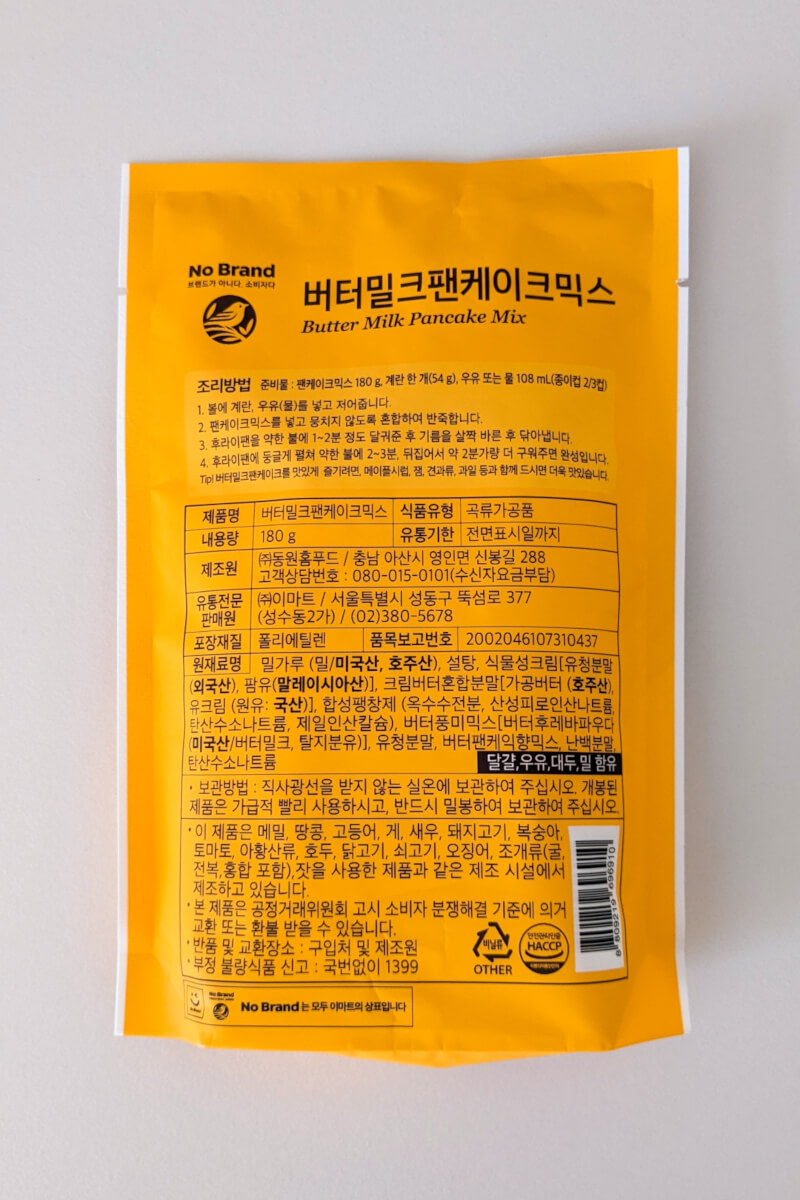 No Brand
브랜드가 아니다. 소비자다
버터밀크팬케이크믹스
Butter Milk Pancake Mix
조리방법 준비물 : 팬케이크믹스 180 g, 계란 한 개(54 g), 우유 또는 물 108 mL(종이컵 2/3컵)
1. 볼에 계란, 우유(물)를 넣고 저어줍니다.
2. 팬케이크믹스를 넣고 뭉치지 않도록 혼합하여 반죽합니다.
3. 후라이팬을 약한 불에 1~2분 정도 달궈준 후 기름을 살짝 바른 후 닦아냅니다.
4. 후라이팬에 둥글게 펼쳐 약한 불에 2~3분, 뒤집어서 약 2분가량 더 구워주면 완성입니다.
Tip! 버터밀크팬케이크를 맛있게 즐기려면, 메이플시럽, 잼, 견과류, 과일 등과 함께 드시면 더욱 맛있습니다.
제품명 버터밀크팬케이크믹스 식품유형 곡류가공품
내용량 180 g 유통기한 전면표시일까지
제조원 ㈜동원홈푸드 / 충남 아산시 영인면 신봉길 288
고객상담번호 : 080-015-0101(수신자요금부담)
유통전문판매원 ㈜이마트 / 서울특별시 성동구 뚝섬로 377
(성수동2가) / (02)380-5678
포장재질 폴리에틸렌 품목보고번호 2002046107310437
원재료명 밀가루 (밀/미국산, 호주산), 설탕, 식물성크림[유청분말
(외국산), 팜유(말레이시아산)], 크림버터혼합분말[가공버터 (호주산),
유크림 (원유: 국산)], 합성팽창제 (옥수수전분, 산성피로인산나트륨,
탄산수소나트륨, 제일인산칼슘), 버터풍미믹스[버터후레바파우다
(미국산/버터밀크, 탈지분유)], 유청분말, 버터팬케익향믹스, 난백분말,
탄산수소나트륨 달걀,우유,대두,밀 함유
• 보관방법 : 직사광선을 받지 않는 실온에 보관하여 주십시오. 개봉된
제품은 가급적 빨리 사용하시고, 반드시 밀봉하여 보관하여 주십시오.
• 이 제품은 메밀, 땅콩, 고등어, 게, 새우, 돼지고기, 복숭아,
토마토, 아황산류, 호두, 닭고기, 쇠고기, 오징어, 조개류(굴,
전복,홍합 포함),잣을 사용한 제품과 같은 제조 시설에서
제조하고 있습니다.
• 본 제품은 공정거래위원회 고시 소비자 분쟁해결 기준에 의거
교환 또는 환불 받을 수 있습니다.
• 반품 및 교환장소 : 구입처 및 제조원
• 부정 불량식품 신고 : 국번없이 1399
비닐류
OTHER
안전관리인증
HACCP
8 809219 696910
No Brand
No Brand 는 모두 이마트의 상표입니다